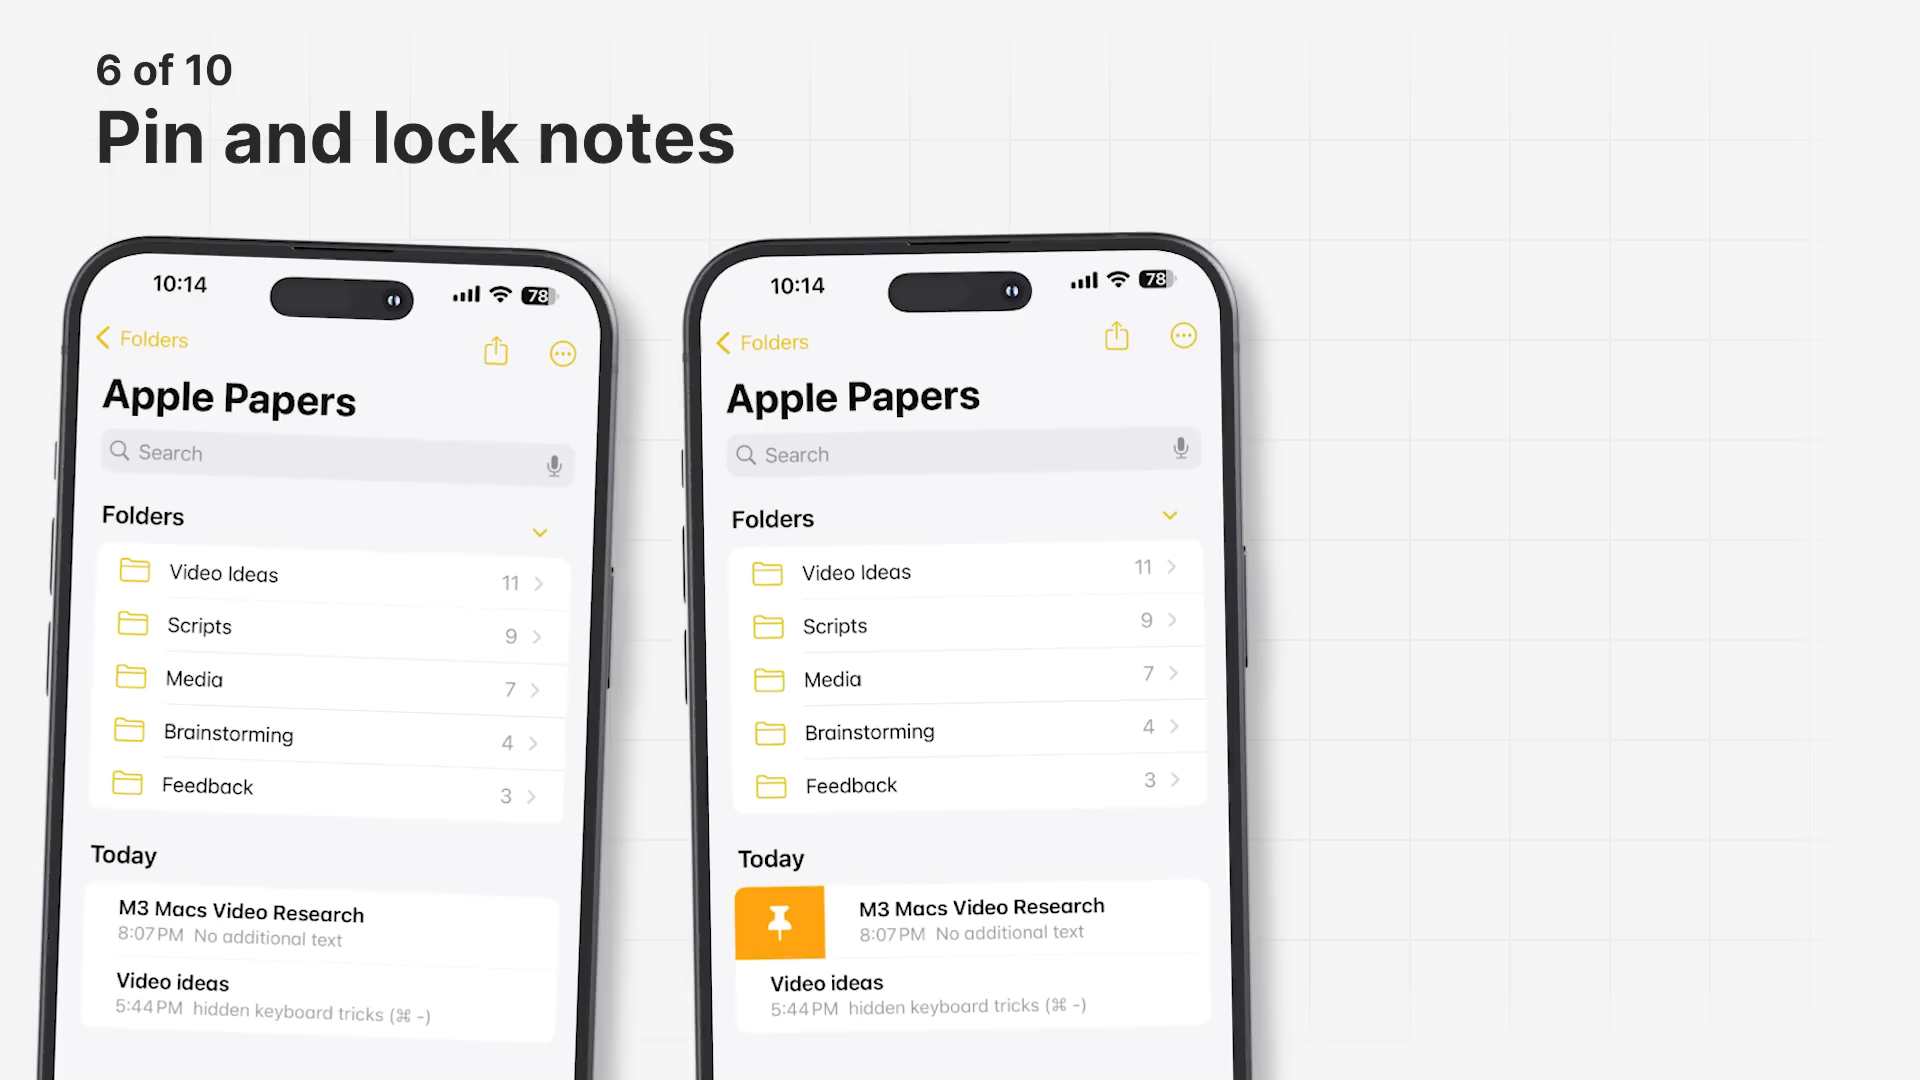 6 of 10
Pin and lock notes
10:14
78
Folders
Apple Papers
Search
Folders
Video Ideas 11
Scripts 9
Media 7
Brainstorming 4
Feedback 3
Today
M3 Macs Video Research
8:07 PM No additional text
Video ideas
5:44 PM hidden keyboard tricks (⌘ -)
10:14
78
Folders
Apple Papers
Search
Folders
Video Ideas 11
Scripts 9
Media 7
Brainstorming 4
Feedback 3
Today
M3 Macs Video Research
8:07 PM No additional text
Video ideas
5:44 PM hidden keyboard tricks (⌘ -)